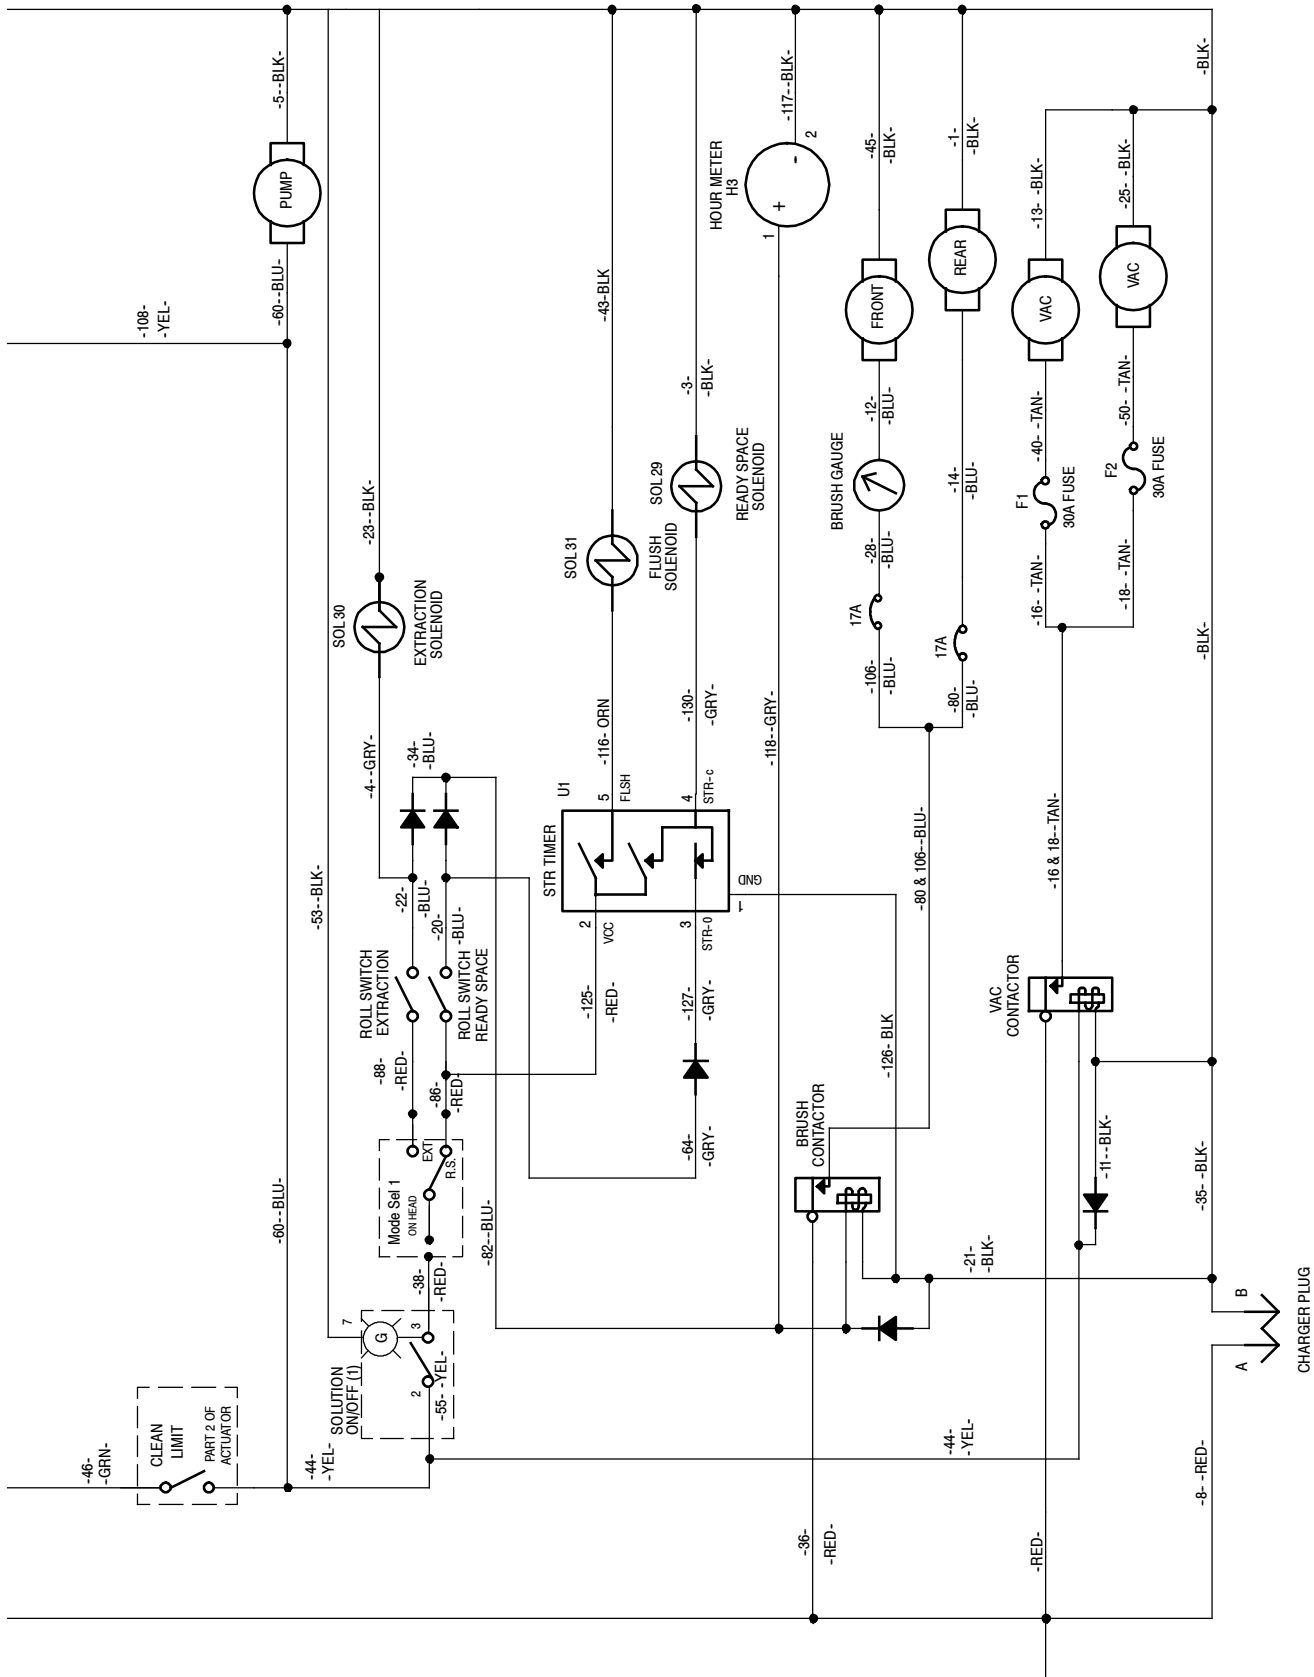 -5--BLK-
PUMP
-60--BLU-
-108-
-YEL-
-53--BLK-
-23--BLK-
SOL 30
EXTRACTION
SOLENOID
-4--GRY-
-34-
-BLU-
-22-
-BLU-
-20-
-BLU-
ROLL SWITCH
EXTRACTION
ROLL SWITCH
READY SPACE
-88-
-RED-
-86-
-RED-
EXT
R.S.
Mode Sel 1
ON HEAD
-38-
-RED-
-82--BLU-
7
G
3
2
SOLUTION
ON/OFF (1)
-55- -YEL-
-60--BLU-
CLEAN
LIMIT
PART 2 OF
ACTUATOR
-46-
-GRN-
-44-
-YEL-
-43-BLK
SOL 31
FLUSH
SOLENOID
-3-
-BLK-
SOL 29
READY SPACE
SOLENOID
-116- ORN
-130-
-GRY-
STR TIMER
U1
5
FLSH
4
STR-c
2
VCC
3
STR-0
1
GND
-125-
-RED-
-127-
-GRY-
-64-
-GRY-
-126- BLK
HOUR METER
H3
-117--BLK-
2
-
+
1
-118--GRY-
-45-
-BLK-
FRONT
-12-
-BLU-
BRUSH GAUGE
-28-
-BLU-
17A
-106-
-BLU-
-1-
-BLK-
REAR
-14-
-BLU-
17A
-80-
-BLU-
-80 & 106--BLU-
BRUSH
CONTACTOR
-21-
-BLK-
-36-
-RED-
-13- -BLK-
VAC
-40- -TAN-
F1
30A FUSE
-16- -TAN-
-25- -BLK-
VAC
-50- -TAN-
F2
30A FUSE
-18- -TAN-
-16 & 18--TAN-
VAC
CONTACTOR
-11--BLK-
-44-
-YEL-
-RED-
-BLK-
-BLK-
-35- -BLK-
B
A
CHARGER PLUG
-8- -RED-